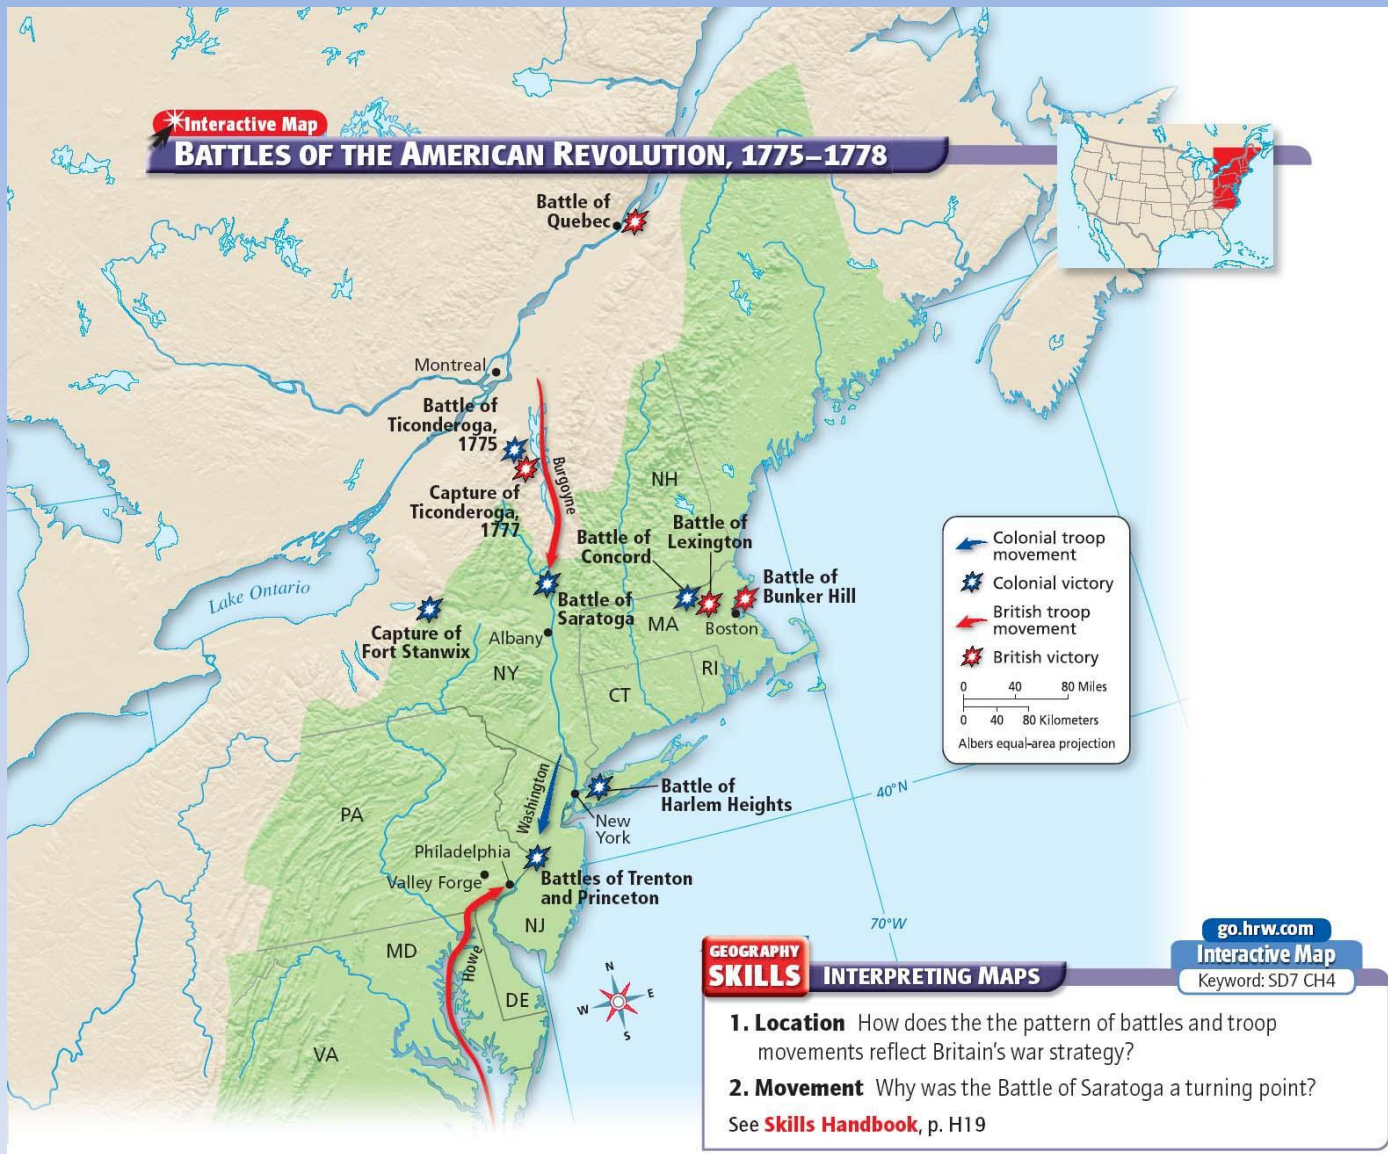 Interactive Map
BATTLES OF THE AMERICAN REVOLUTION, 1775–1778
Battle of
Quebec
Montreal
Battle of
Ticonderoga,
1775
Burgoyne
Capture of
Ticonderoga,
1777
NH
Battle of
Concord
Battle of
Lexington
Battle of
Bunker Hill
Lake Ontario
Battle of
Saratoga
MA
Boston
Capture of
Fort Stanwix
Albany
NY
CT
RI
Colonial troop
movement
Colonial victory
British troop
movement
British victory
0 40 80 Miles
0 40 80 Kilometers
Albers equal-area projection
PA
Washington
Battle of
Harlem Heights
New
York
40°N
Philadelphia
Valley Forge
Battles of Trenton
and Princeton
NJ
70°W
MD
Howe
DE
VA
N
W E
S
go.hrw.com
Interactive Map
Keyword: SD7 CH4
GEOGRAPHY
SKILLS INTERPRETING MAPS
1. Location How does the the pattern of battles and troop
movements reflect Britain's war strategy?
2. Movement Why was the Battle of Saratoga a turning point?
See Skills Handbook, p. H19